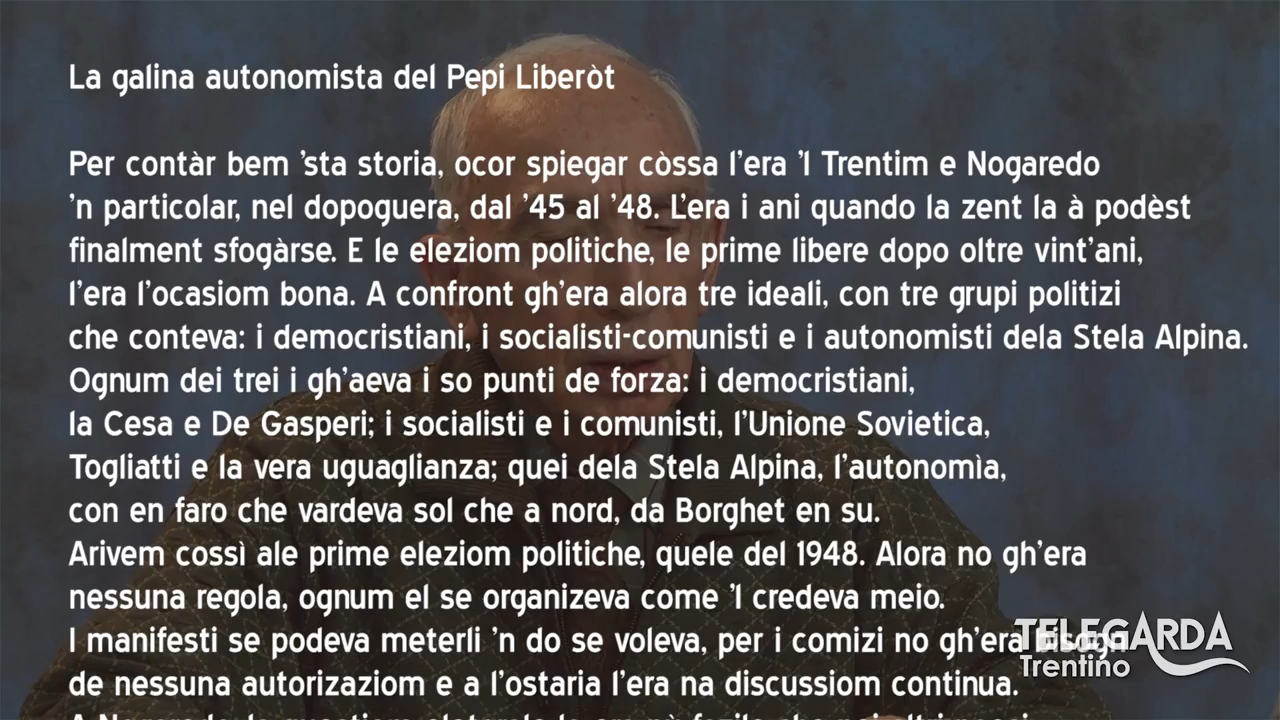 La galina autonomista del Pepi Liberòt
Per contàr bem 'sta storia, ocor spiegar còssa l'era 'l Trentim e Nogaredo
'n particolar, nel dopoguera, dal '45 al '48. L'era i ani quando la zent la à podèst
finalment sfogàrse. E le eleziom politiche, le prime libere dopo oltre vint'ani,
l'era l'ocasiom bona. A confront gh'era alora tre ideali, con tre grupi politizi
che conteva: i democristiani, i socialisti-comunisti e i autonomisti dela Stela Alpina.
Ognum dei trei i gh'aeva i so punti de forza: i democristiani,
la Cesa e De Gasperi; i socialisti e i comunisti, l'Unione Sovietica,
Togliatti e la vera uguaglianza; quei dela Stela Alpina, l'autonomìa,
con en faro che vardeva sol che a nord, da Borghet en su.
Arivem cossì ale prime eleziom politiche, quele del 1948. Alora no gh'era
nessuna regola, ognum el se organizeva come 'l credeva meio.
I manifesti se podeva meterli 'n do se voleva, per i comizi no gh'era
de nessuna autorizaziom e a l'ostaria l'era na discussiom continua.
TELEGARDA
Trentino